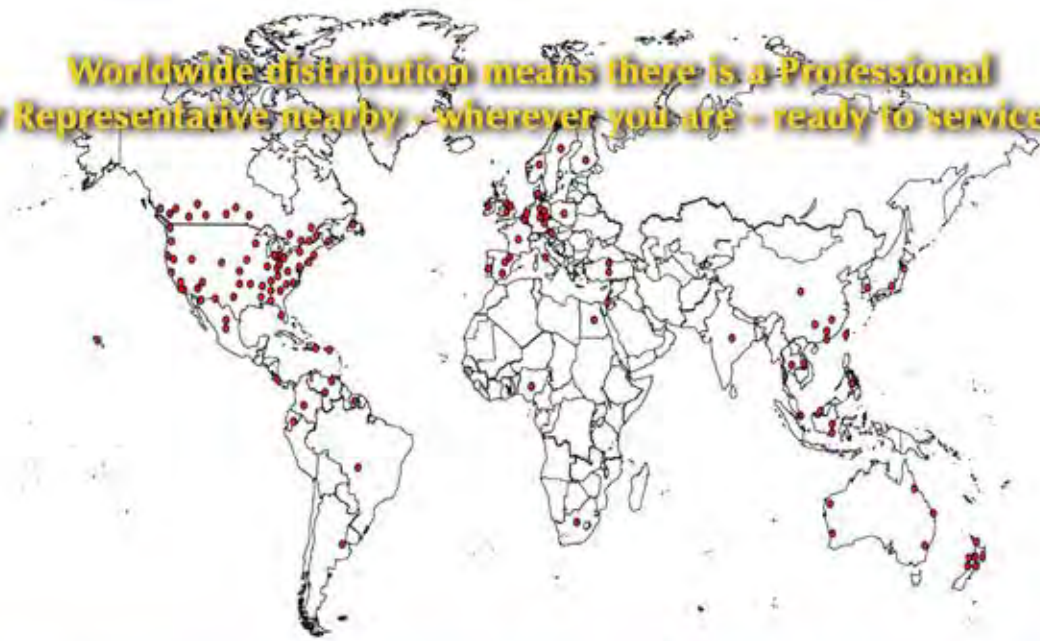 Worldwide distribution means there is a Professional
Representative nearby - wherever you are - ready to service